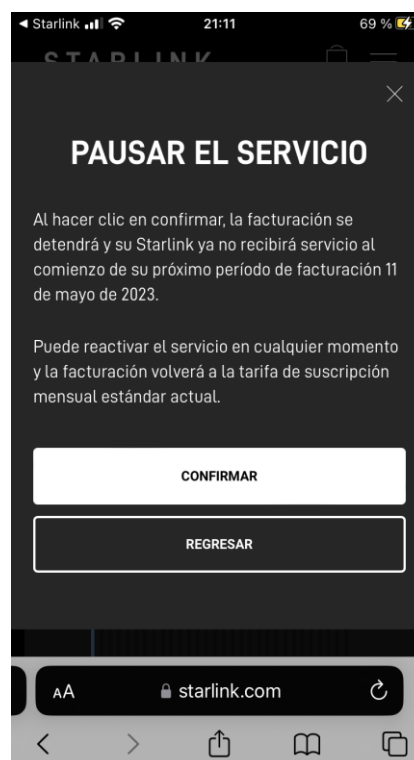 ◀ Starlink
21:11
69 %
STARLINK
PAUSAR EL SERVICIO
Al hacer clic en confirmar, la facturación se
detendrá y su Starlink ya no recibirá servicio al
comienzo de su próximo período de facturación 11
de mayo de 2023.
Puede reactivar el servicio en cualquier momento
y la facturación volverá a la tarifa de suscripción
mensual estándar actual.
CONFIRMAR
REGRESAR
AA
starlink.com